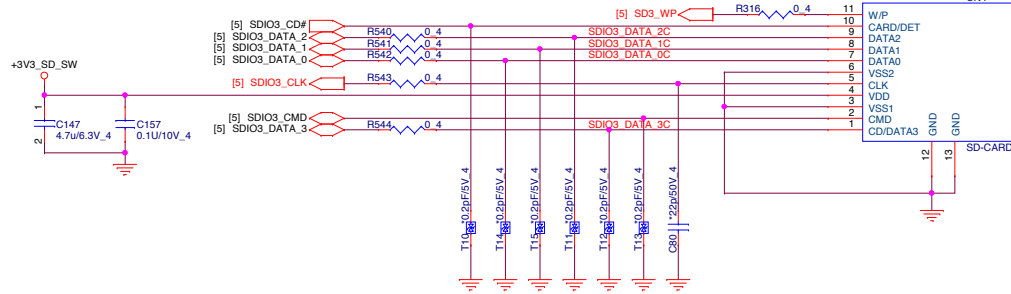 [5] SD3_WP R316 0_4 11 W/P
[5] SDIO3_CD# 10 CARD/DET
[5] SDIO3_DATA_2 R540 0_4 SDIO3_DATA_2C 9 DATA2
[5] SDIO3_DATA_1 R541 0_4 SDIO3_DATA_1C 8 DATA1
[5] SDIO3_DATA_0 R542 0_4 SDIO3_DATA_0C 7 DATA0
+3V3_SD_SW
6 VSS2
[5] SDIO3_CLK R543 0_4 5 CLK
4 VDD
3 VSS1
1 C147 C157
4.7u/6.3V_4 0.1U/10V_4
2
[5] SDIO3_CMD 2 CMD
[5] SDIO3_DATA_3 R544 0_4 SDIO3_DATA_3C 1 CD/DATA3
GND GND
12 13
SD-CARD
T10 *0.2pF/5V_4
T14 *0.2pF/5V_4
T15 *0.2pF/5V_4
T11 *0.2pF/5V_4
T12 *0.2pF/5V_4
T13 *0.2pF/5V_4
C80 *22p/50V_4